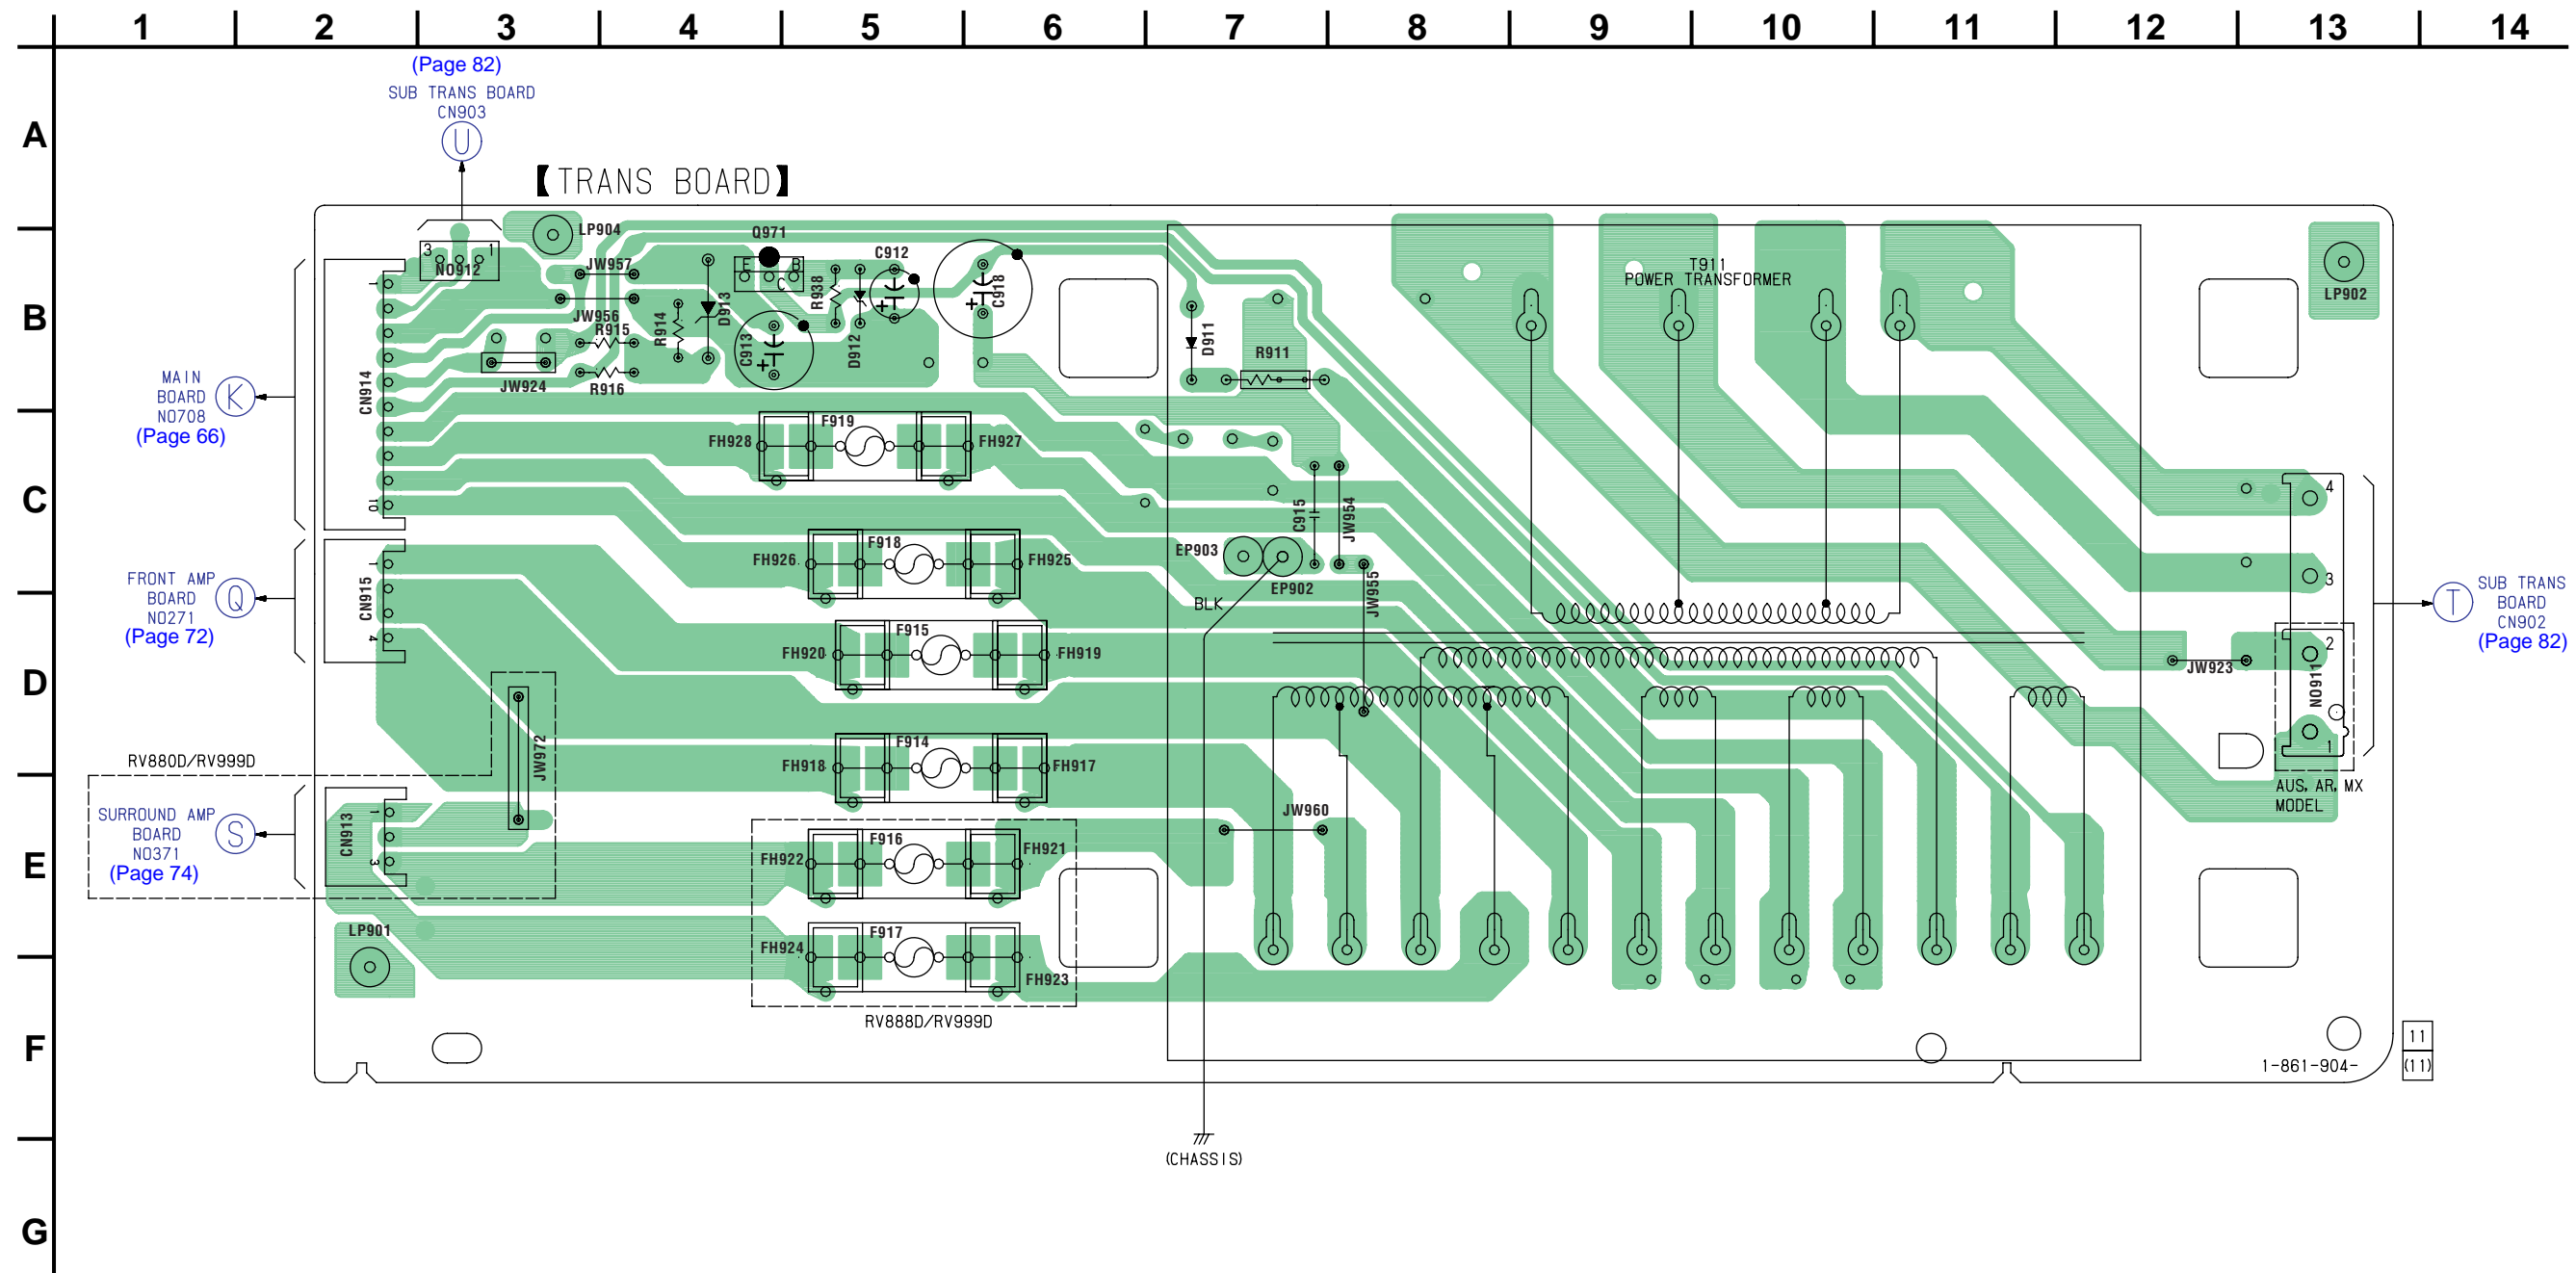 1 2 3 4 5 6 7 8 9 10 11 12 13 14
A
B
C
D
E
F
G
(Page 82)
SUB TRANS BOARD
CN903
U
【TRANS BOARD】
LP904
3 1
NO912
JW957
JW956
R915
R916
JW924
R914
D913
Q971
E C B
R938
C912
D912
C913
C918
D911
R911
T911
POWER TRANSFORMER
LP902
MAIN
BOARD
NO708
(Page 66)
K
1
CN914
10
FH928
F919
FH927
FH926
F918
FH925
C915
JW954
EP903
EP902
JW955
BLK
4
3
2
1
NO911
JW923
T
SUB TRANS
BOARD
CN902
(Page 82)
FRONT AMP
BOARD
NO271
(Page 72)
Q
1
CN915
4
FH920
F915
FH919
FH918
F914
FH917
JW972
RV880D/RV999D
SURROUND AMP
BOARD
NO371
(Page 74)
S
1
CN913
3
JW960
AUS, AR, MX
MODEL
FH922
F916
FH921
LP901
FH924
F917
FH923
RV888D/RV999D
1-861-904-
11
(11)
(CHASSIS)